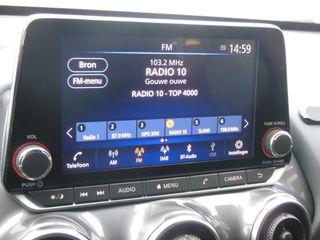 FM
14:59
Bron
FM-menu
103.2 MHz
RADIO 10
Gouwe ouwe
RADIO 10 - TOP 4000
1 2 3 4 5 6
Radio 1 87.9 MHz NPO 3FM RADIO 10 SLAM! 100.6 MHz
Telefoon AM FM DAB BT-Audio USB Instellingen
VOL
PUSH
TUNE·SCROLL
PUSH SOUND
AUDIO MENU CAMERA